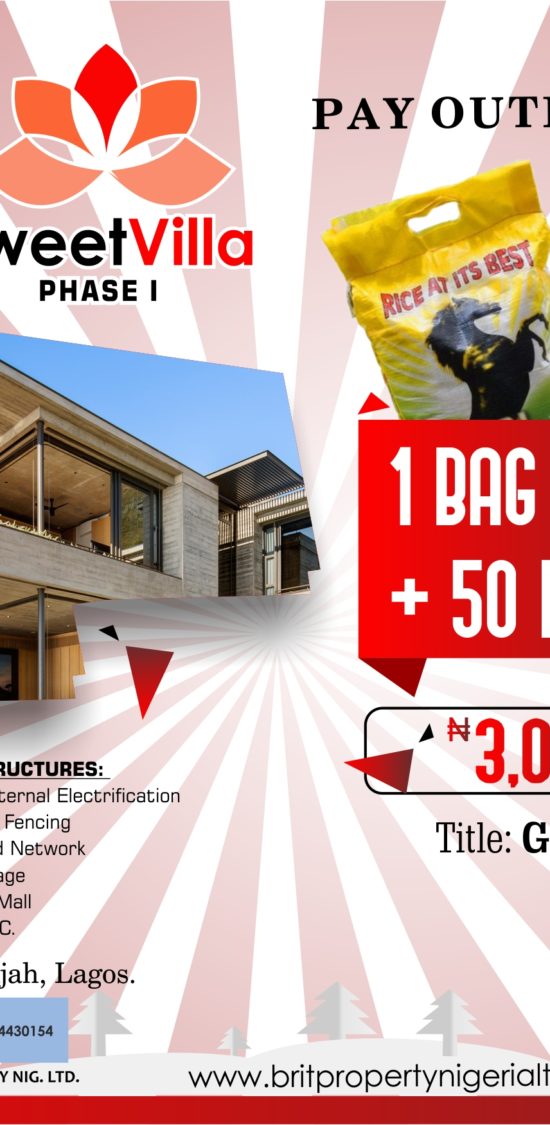 PAY OUTR
weetVilla
PHASE I
RICE AT ITS BEST
1 BAG
+ 50
₦3,0
Title: G
RUCTURES:
ternal Electrification
Fencing
d Network
age
Mall
C.
jah, Lagos.
4430154
Y NIG. LTD.
www.britpropertynigerialt